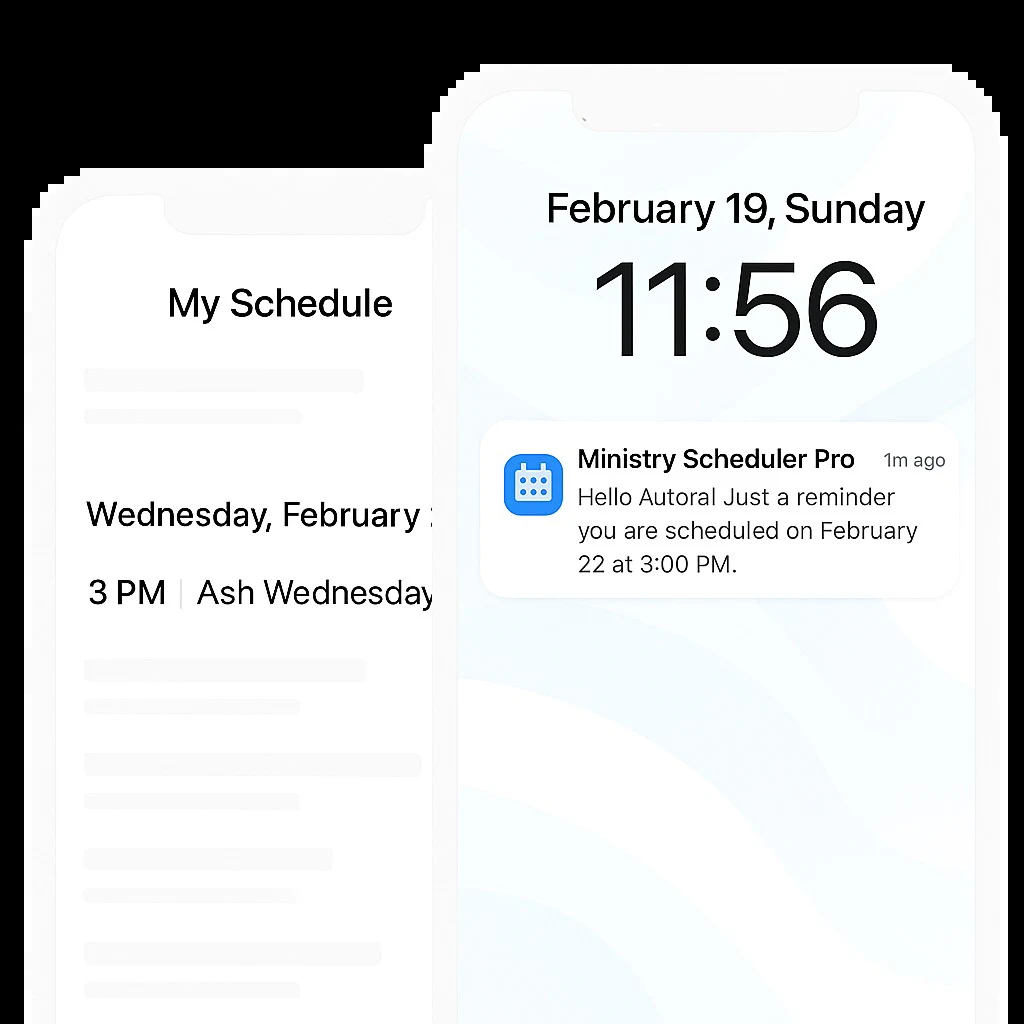 My Schedule
Wednesday, February
3 PM | Ash Wednesday
February 19, Sunday
11:56
Ministry Scheduler Pro 1m ago
Hello Autoral Just a reminder
you are scheduled on February
22 at 3:00 PM.